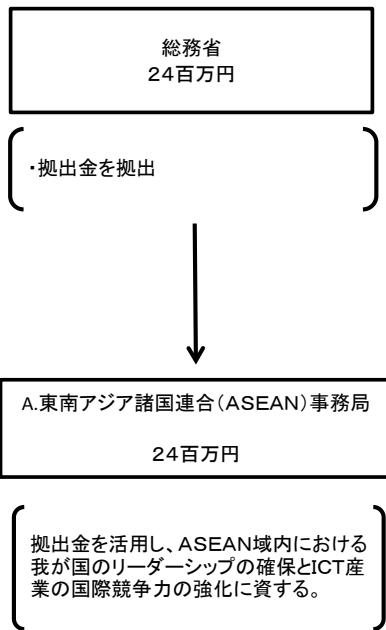 総務省
24百万円
・拠出金を拠出
A.東南アジア諸国連合(ASEAN)事務局
24百万円
拠出金を活用し、ASEAN域内における
我が国のリーダーシップの確保とICT産
業の国際競争力の強化に資する。